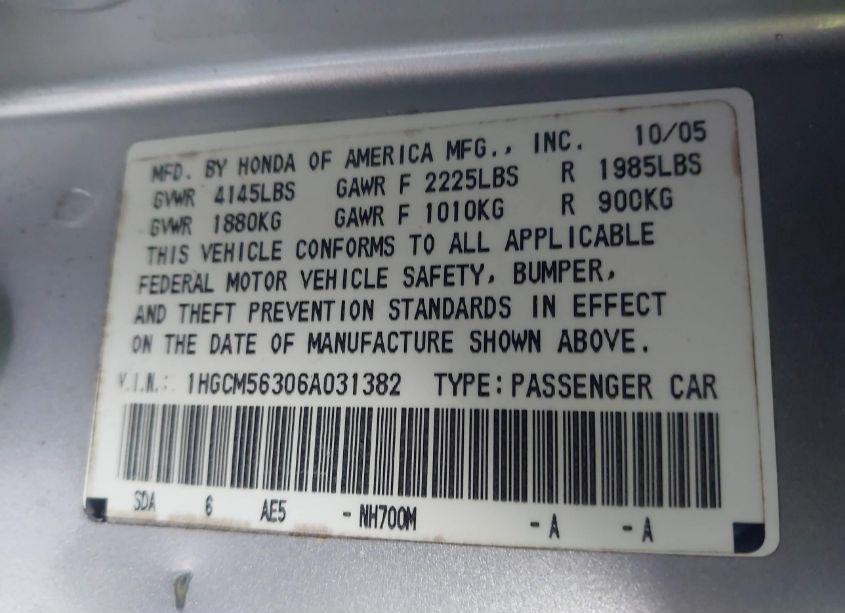 MFD. BY HONDA OF AMERICA MFG., INC. 10/05
GVWR 4145LBS GAWR F 2225LBS R 1985LBS
GVWR 1880KG GAWR F 1010KG R 900KG
THIS VEHICLE CONFORMS TO ALL APPLICABLE
FEDERAL MOTOR VEHICLE SAFETY, BUMPER,
AND THEFT PREVENTION STANDARDS IN EFFECT
ON THE DATE OF MANUFACTURE SHOWN ABOVE.
V.I.N.: 1HGCM56306A031382 TYPE: PASSENGER CAR
SDA 6 AE5 - NH700M - A - A